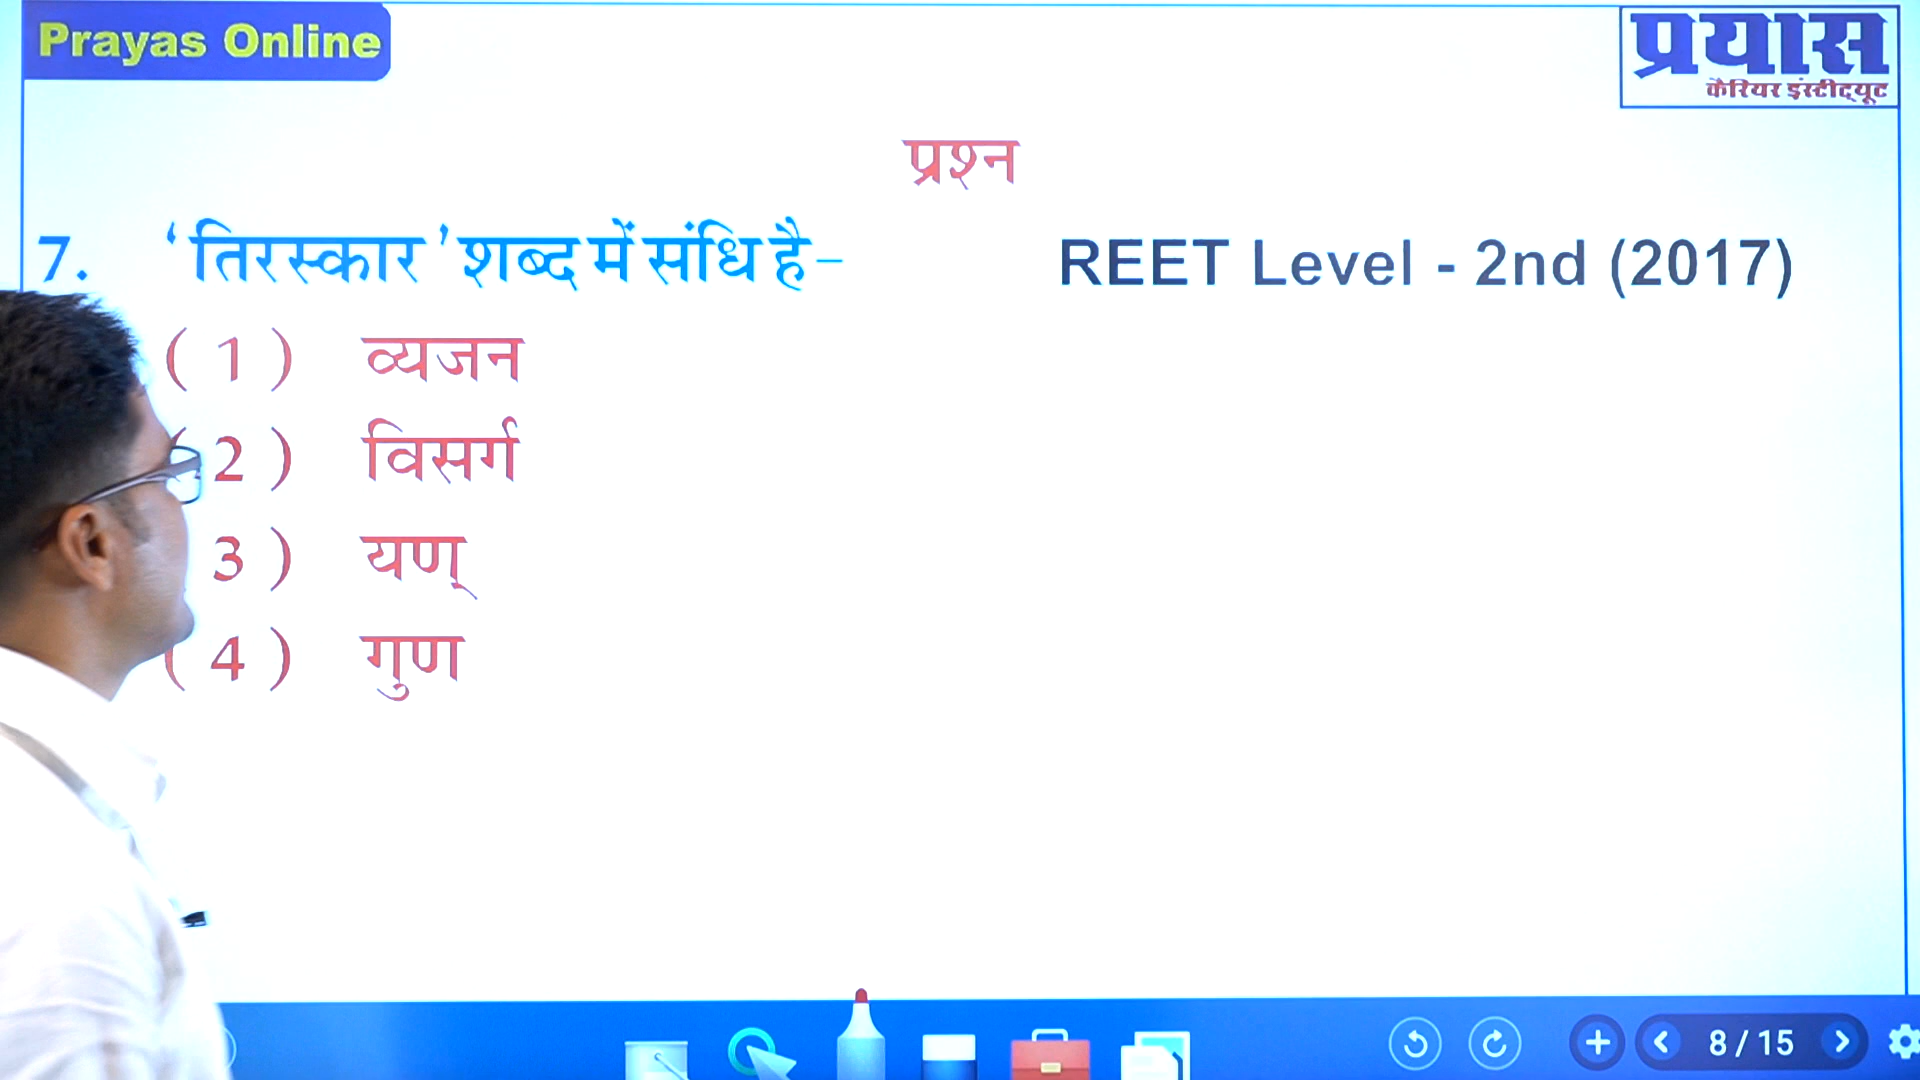 Prayas Online
प्रयास
कैरियर इंस्टीट्यूट
प्रश्न
7. 'तिरस्कार' शब्द में संधि है- REET Level - 2nd (2017)
( 1 ) व्यजन
2 ) विसर्ग
3 ) यण्
( 4 ) गुण
8 / 15